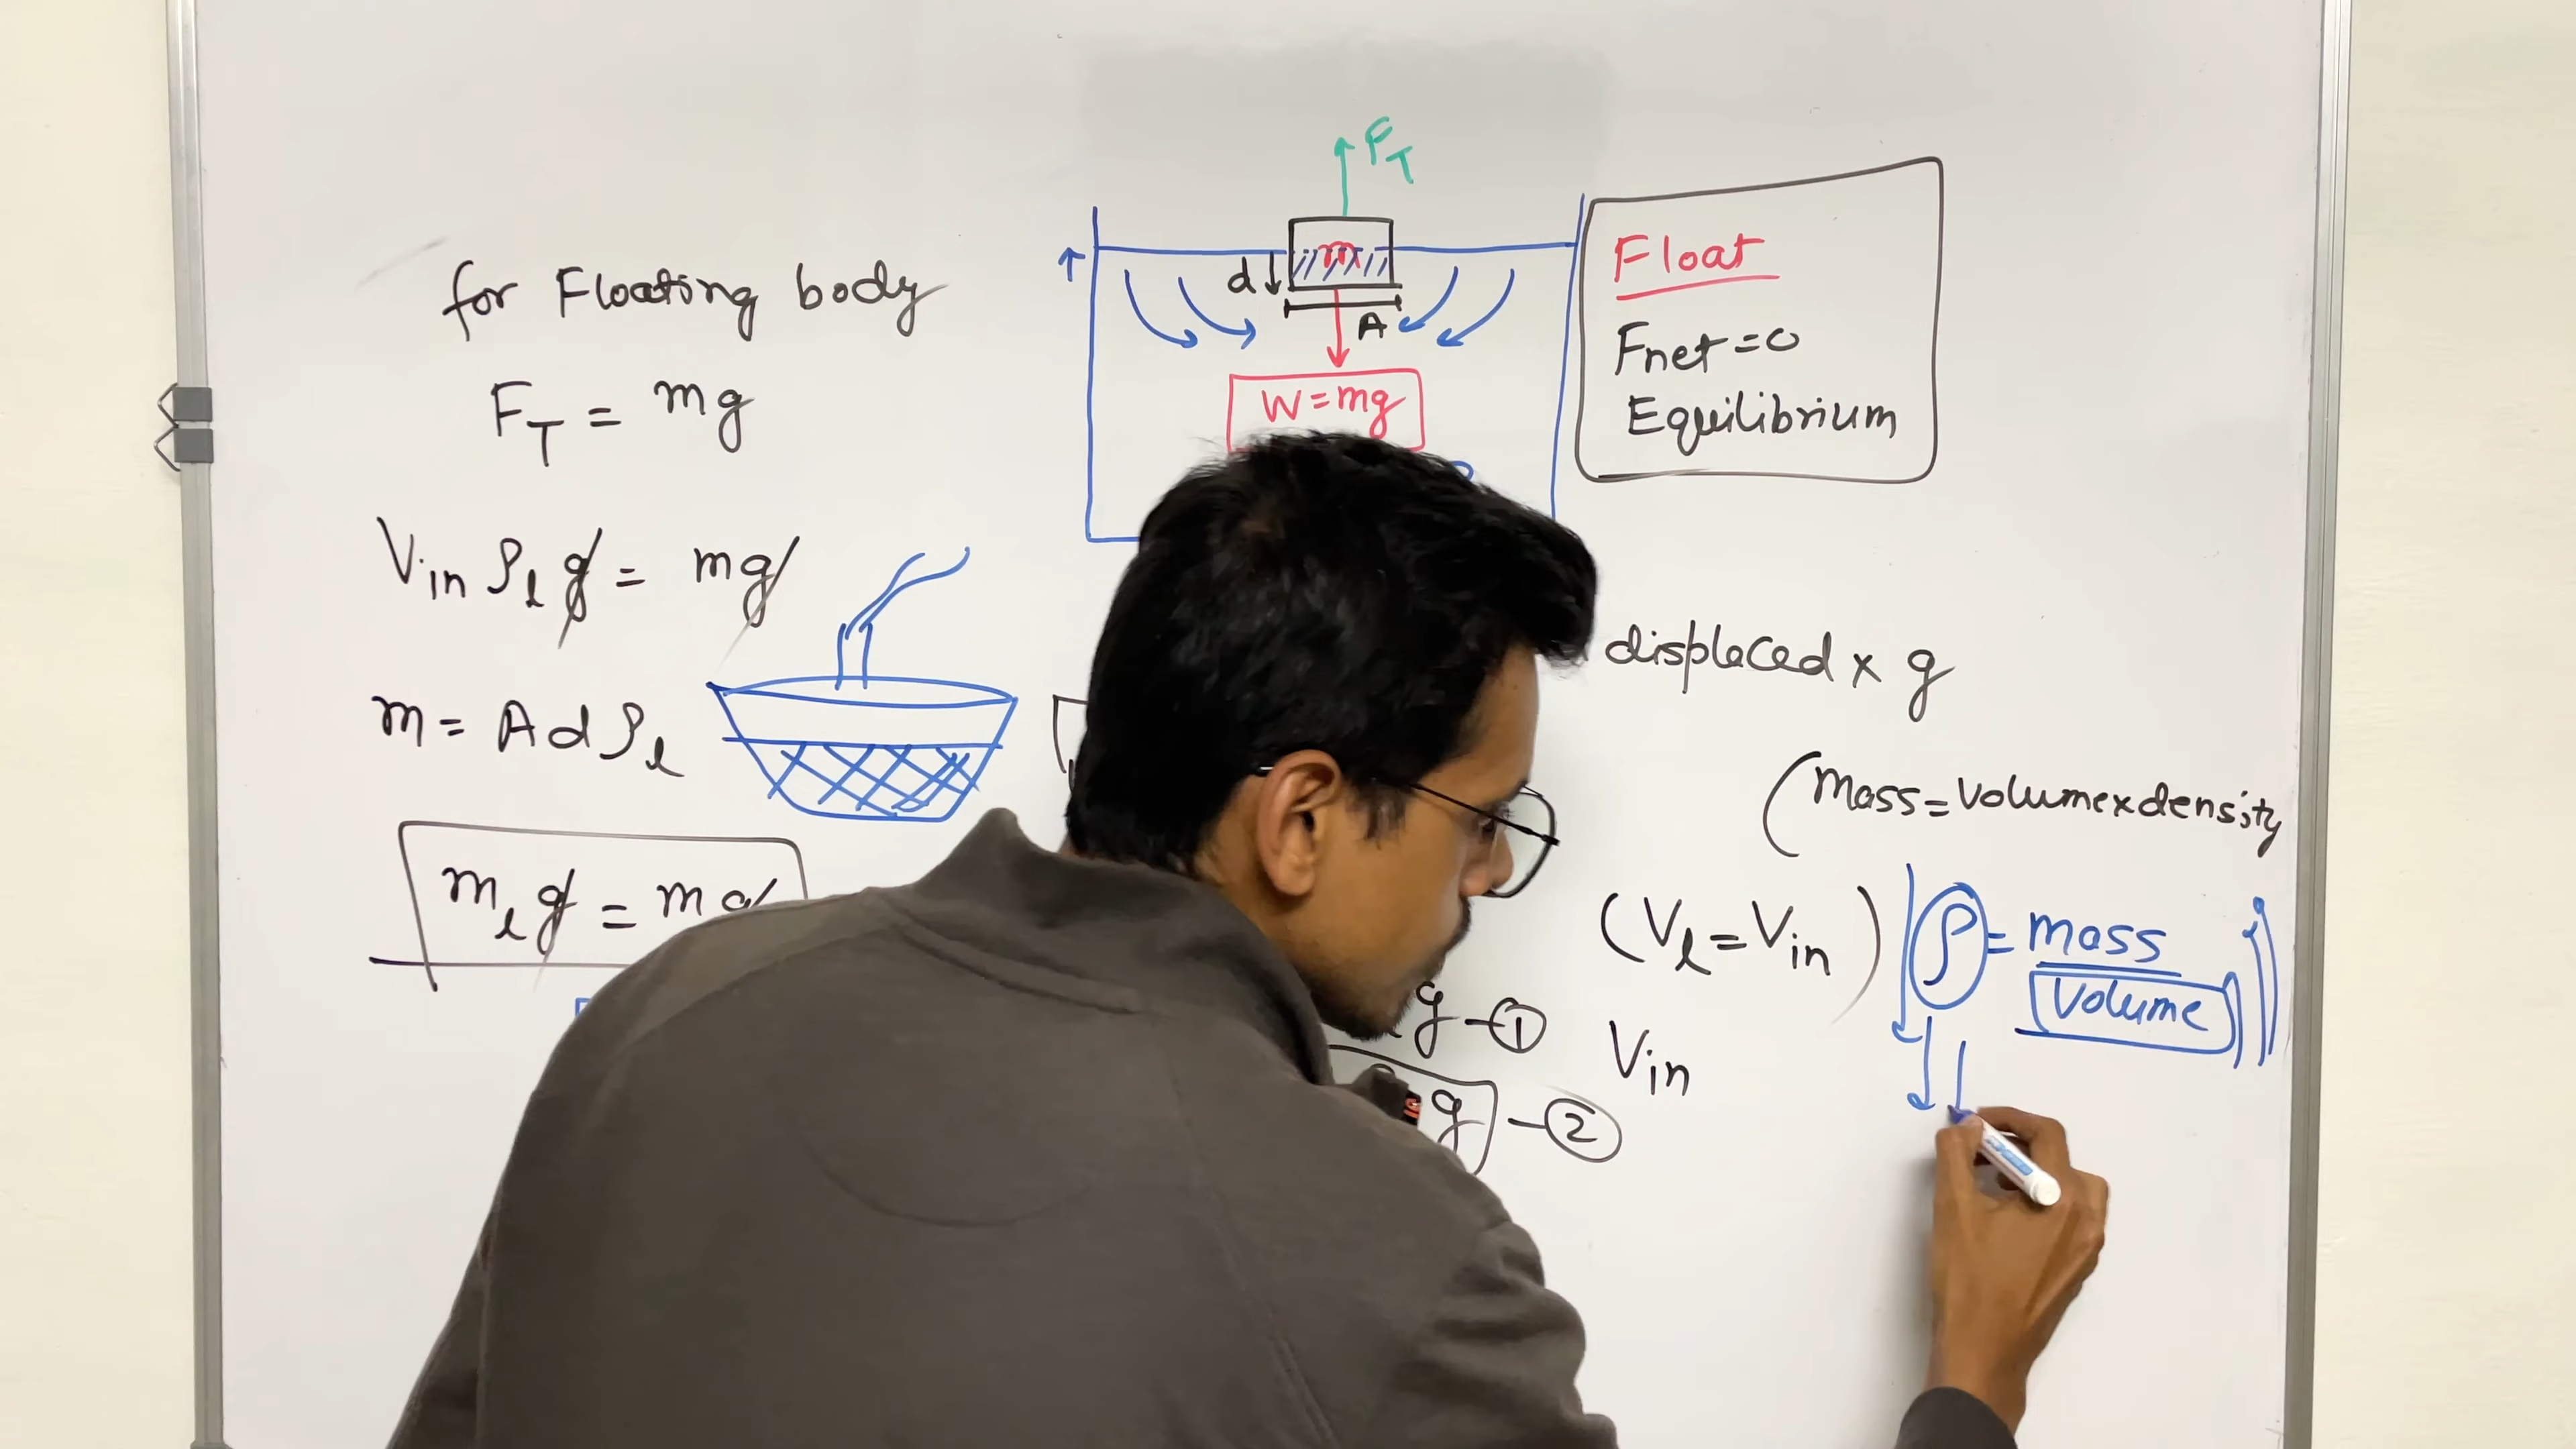 for Floating body
F_T = mg
V_in ρ_l g = mg
m = A d ρ_l
m_l g = m g
F_T
m
d
A
W = mg
Float
Fnet = 0
Equilibrium
displaced × g
(Mass = Volume × density
(V_l = V_in)
ρ = mass
Volume
g - ①
V_in
g - ②